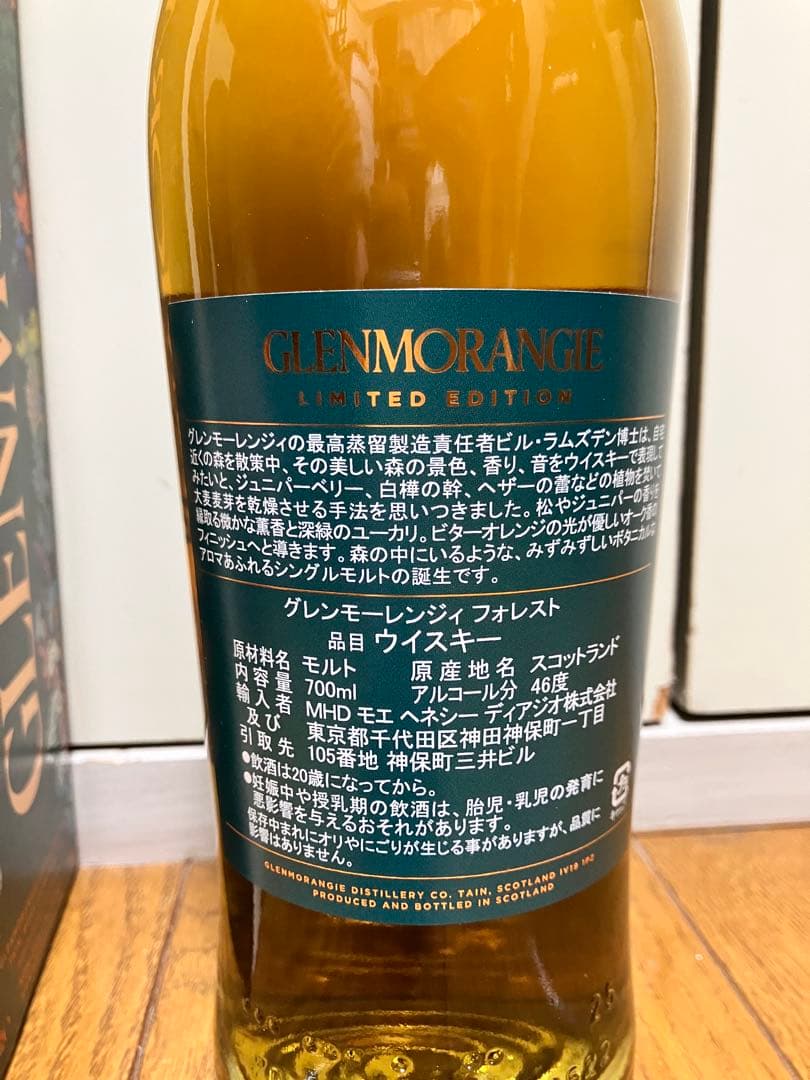 GLENMORANGIE
LIMITED EDITION
グレンモーレンジィの最高蒸留製造責任者ビル・ラムズデン博士は、自宅
近くの森を散策中、その美しい森の景色、香り、音をウイスキーで表現して
みたいと、ジュニパーベリー、白樺の幹、ヘザーの蕾などの植物を焚いて
大麦麦芽を乾燥させる手法を思いつきました。松やジュニパーの香りを
縁取る微かな薫香と深緑のユーカリ。ビターオレンジの光が優しいオーク香の
フィニッシュへと導きます。森の中にいるような、みずみずしいボタニカルな
アロマあふれるシングルモルトの誕生です。
グレンモーレンジィ フォレスト
品目 ウイスキー
原材料名 モルト 原産地名 スコットランド
内容量 700ml アルコール分 46度
輸入者 MHD モエ ヘネシー ディアジオ株式会社
及び 東京都千代田区神田神保町一丁目
引取先 105番地 神保町三井ビル
●飲酒は20歳になってから。
●妊娠中や授乳期の飲酒は、胎児・乳児の発育に
悪影響を与えるおそれがあります。
保存中まれにオリやにごりが生じる事がありますが、品質に
影響はありません。
GLENMORANGIE DISTILLERY CO. TAIN, SCOTLAND IV19 1PZ
PRODUCED AND BOTTLED IN SCOTLAND
GLENM